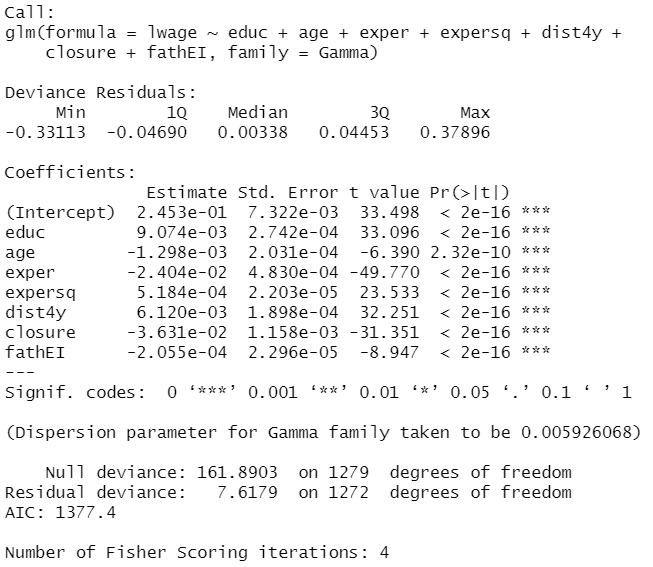 Call:
glm(formula = lwage ~ educ + age + exper + expersq + dist4y +
    closure + fathEI, family = Gamma)

Deviance Residuals:
     Min        1Q    Median        3Q       Max
-0.33113  -0.04690   0.00338   0.04453   0.37896

Coefficients:
              Estimate Std. Error t value Pr(>|t|)
(Intercept)  2.453e-01  7.322e-03  33.498  < 2e-16 ***
educ         9.074e-03  2.742e-04  33.096  < 2e-16 ***
age         -1.298e-03  2.031e-04  -6.390 2.32e-10 ***
exper       -2.404e-02  4.830e-04 -49.770  < 2e-16 ***
expersq      5.184e-04  2.203e-05  23.533  < 2e-16 ***
dist4y       6.120e-03  1.898e-04  32.251  < 2e-16 ***
closure     -3.631e-02  1.158e-03 -31.351  < 2e-16 ***
fathEI      -2.055e-04  2.296e-05  -8.947  < 2e-16 ***
---
Signif. codes:  0 ‘***’ 0.001 ‘**’ 0.01 ‘*’ 0.05 ‘.’ 0.1 ‘ ’ 1

(Dispersion parameter for Gamma family taken to be 0.005926068)

    Null deviance: 161.8903  on 1279  degrees of freedom
Residual deviance:   7.6179  on 1272  degrees of freedom
AIC: 1377.4

Number of Fisher Scoring iterations: 4